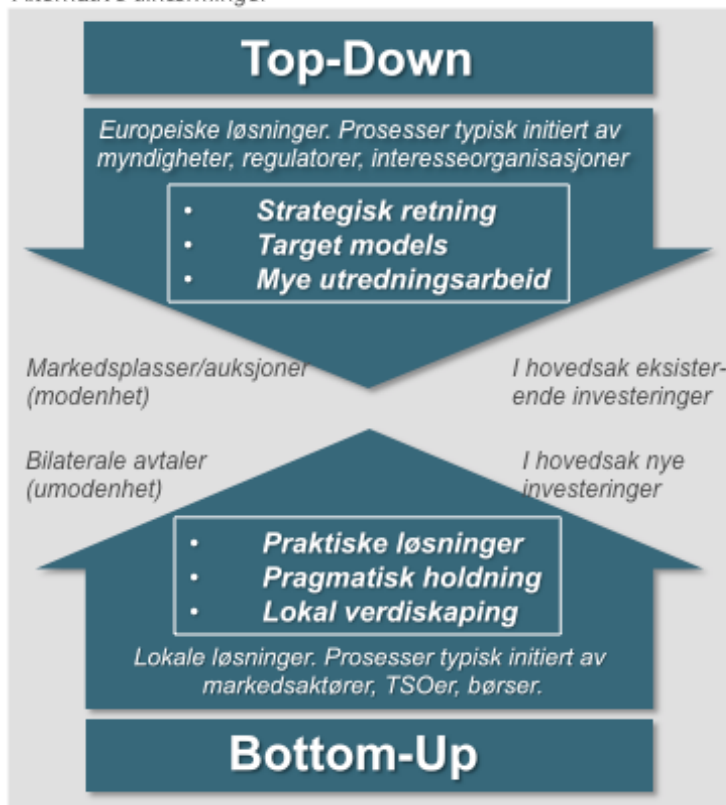 Top-Down
Europeiske løsninger. Prosesser typisk initiert av
myndigheter, regulatorer, interesseorganisasjoner
• Strategisk retning
• Target models
• Mye utredningsarbeid
Markedsplasser/auksjoner
(modenhet)
I hovedsak eksister-
ende investeringer
Bilaterale avtaler
(umodenhet)
I hovedsak nye
investeringer
• Praktiske løsninger
• Pragmatisk holdning
• Lokal verdiskaping
Lokale løsninger. Prosesser typisk initiert av
markedsaktører, TSOer, børser.
Bottom-Up